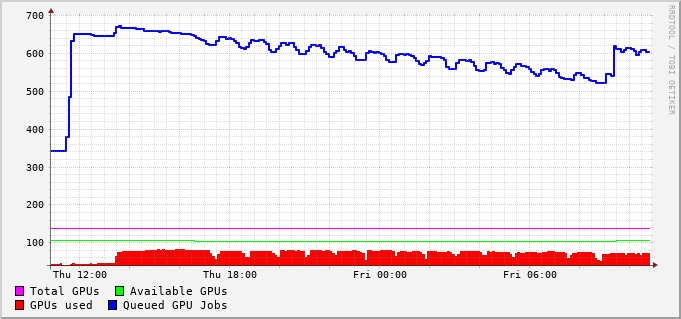 700
600
500
400
300
200
100
Thu 12:00 Thu 18:00 Fri 00:00 Fri 06:00
Total GPUs Available GPUs
GPUs used Queued GPU Jobs
RRDTOOL / TOBI OETIKER